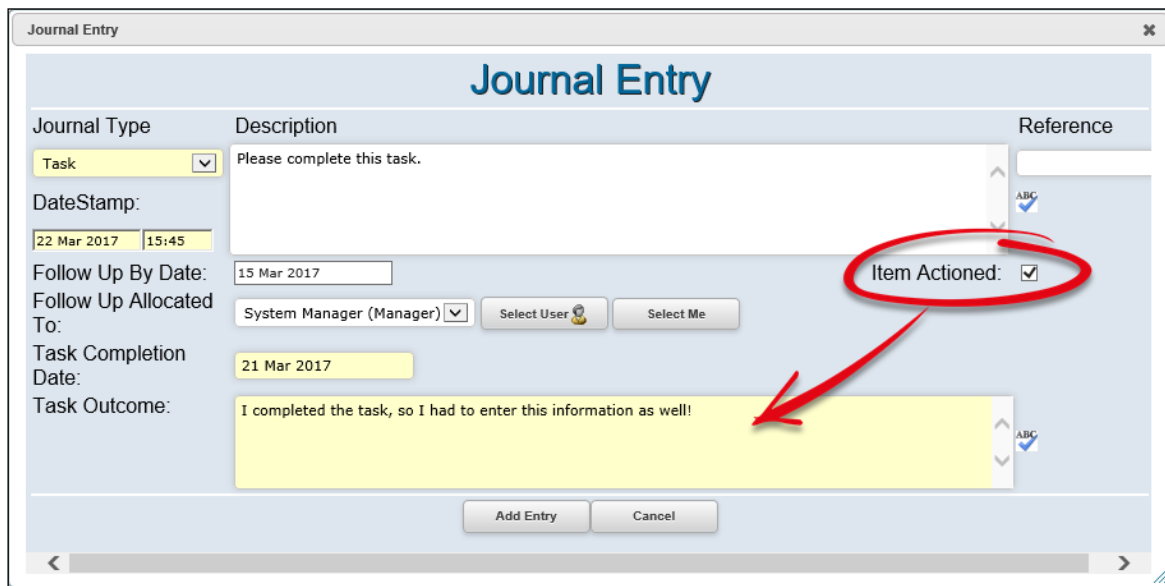 Journal Entry
Journal Entry
Journal Type Description Reference
Task Please complete this task.
ABC
DateStamp:
22 Mar 2017 15:45
Follow Up By Date: 15 Mar 2017 Item Actioned:
Follow Up Allocated
To: System Manager (Manager) Select User Select Me
Task Completion
Date: 21 Mar 2017
Task Outcome: I completed the task, so I had to enter this information as well!
ABC
Add Entry Cancel